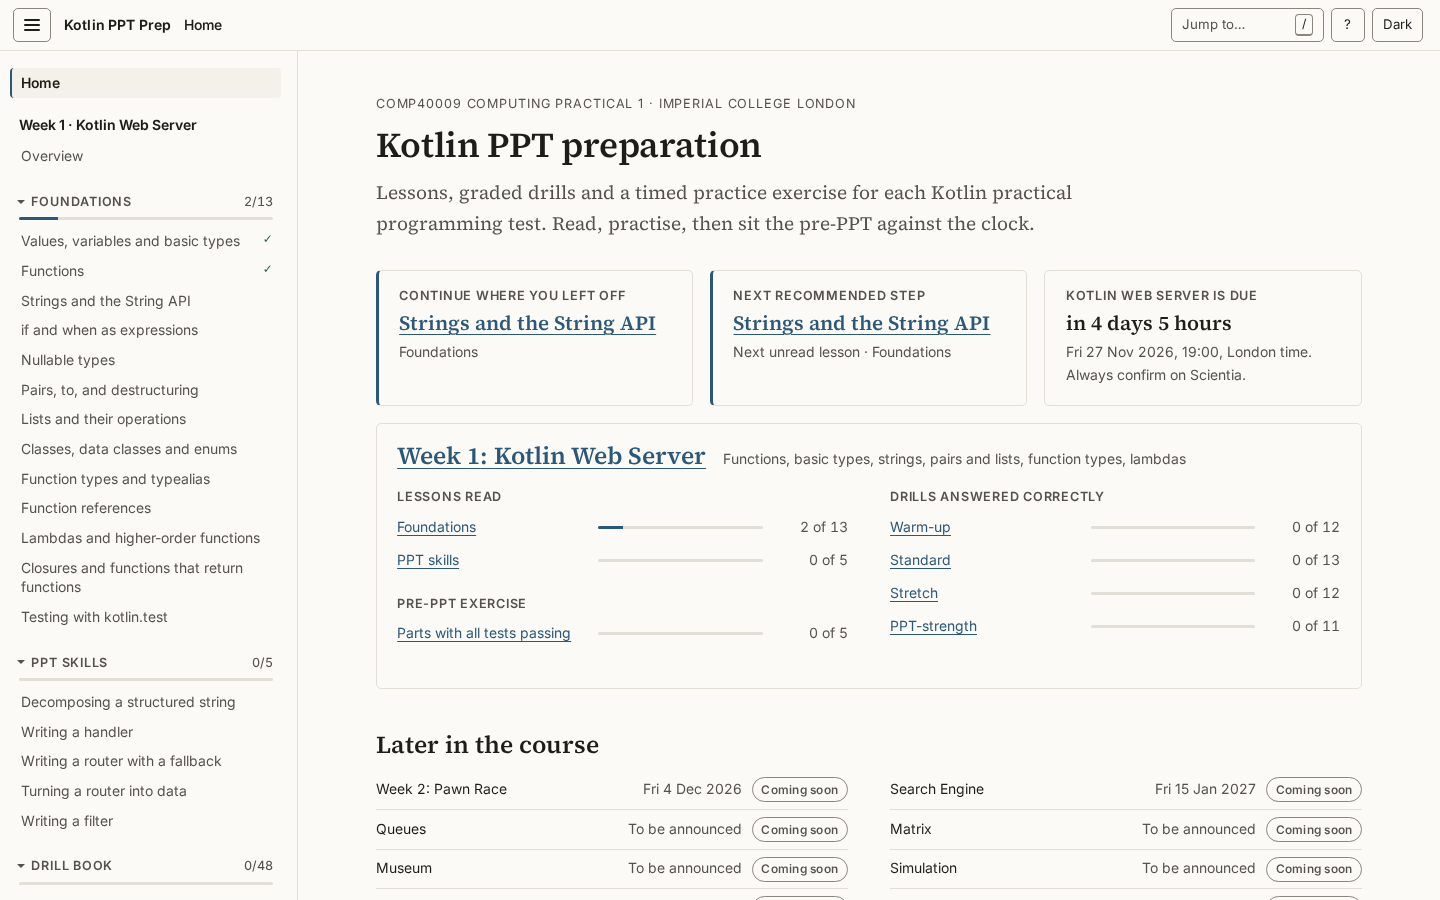 Kotlin PPT Prep
Home
Jump to...
/
?
Dark
Home
Week 1 · Kotlin Web Server
Overview
FOUNDATIONS 2/13
Values, variables and basic types ✓
Functions ✓
Strings and the String API
if and when as expressions
Nullable types
Pairs, to, and destructuring
Lists and their operations
Classes, data classes and enums
Function types and typealias
Function references
Lambdas and higher-order functions
Closures and functions that return
functions
Testing with kotlin.test
PPT SKILLS 0/5
Decomposing a structured string
Writing a handler
Writing a router with a fallback
Turning a router into data
Writing a filter
DRILL BOOK 0/48
COMP40009 COMPUTING PRACTICAL 1 · IMPERIAL COLLEGE LONDON
Kotlin PPT preparation
Lessons, graded drills and a timed practice exercise for each Kotlin practical
programming test. Read, practise, then sit the pre-PPT against the clock.
CONTINUE WHERE YOU LEFT OFF
Strings and the String API
Foundations
NEXT RECOMMENDED STEP
Strings and the String API
Next unread lesson · Foundations
KOTLIN WEB SERVER IS DUE
in 4 days 5 hours
Fri 27 Nov 2026, 19:00, London time.
Always confirm on Scientia.
Week 1: Kotlin Web Server Functions, basic types, strings, pairs and lists, function types, lambdas
LESSONS READ
Foundations 2 of 13
PPT skills 0 of 5
PRE-PPT EXERCISE
Parts with all tests passing 0 of 5
DRILLS ANSWERED CORRECTLY
Warm-up 0 of 12
Standard 0 of 13
Stretch 0 of 12
PPT-strength 0 of 11
Later in the course
Week 2: Pawn Race Fri 4 Dec 2026 Coming soon
Search Engine Fri 15 Jan 2027 Coming soon
Queues To be announced Coming soon
Matrix To be announced Coming soon
Museum To be announced Coming soon
Simulation To be announced Coming soon